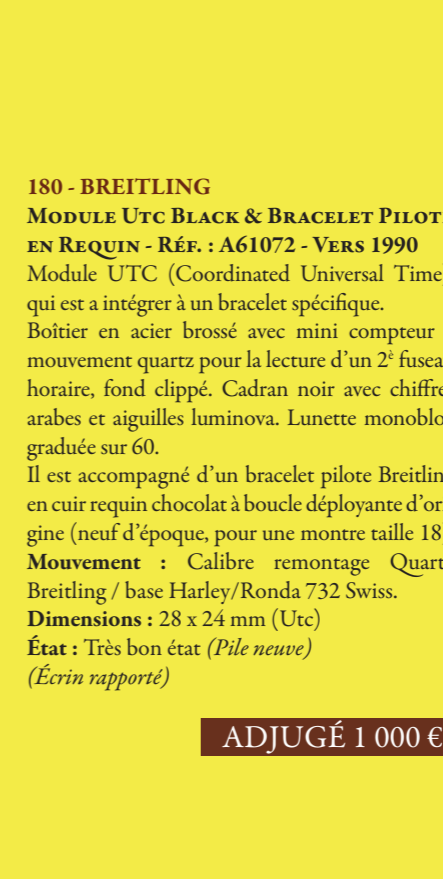 180 - BREITLING
Module Utc Black & Bracelet Pilot
en Requin - Réf. : A61072 - Vers 1990
Module UTC (Coordinated Universal Time
qui est a intégrer à un bracelet spécifique.
Boîtier en acier brossé avec mini compteur
mouvement quartz pour la lecture d'un 2è fusea
horaire, fond clippé. Cadran noir avec chiffre
arabes et aiguilles luminova. Lunette monoblo
graduée sur 60.
Il est accompagné d'un bracelet pilote Breitlin
en cuir requin chocolat à boucle déployante d'or
gine (neuf d'époque, pour une montre taille 18
Mouvement : Calibre remontage Quart
Breitling / base Harley/Ronda 732 Swiss.
Dimensions : 28 x 24 mm (Utc)
État : Très bon état (Pile neuve)
(Écrin rapporté)
ADJUGÉ 1 000 €